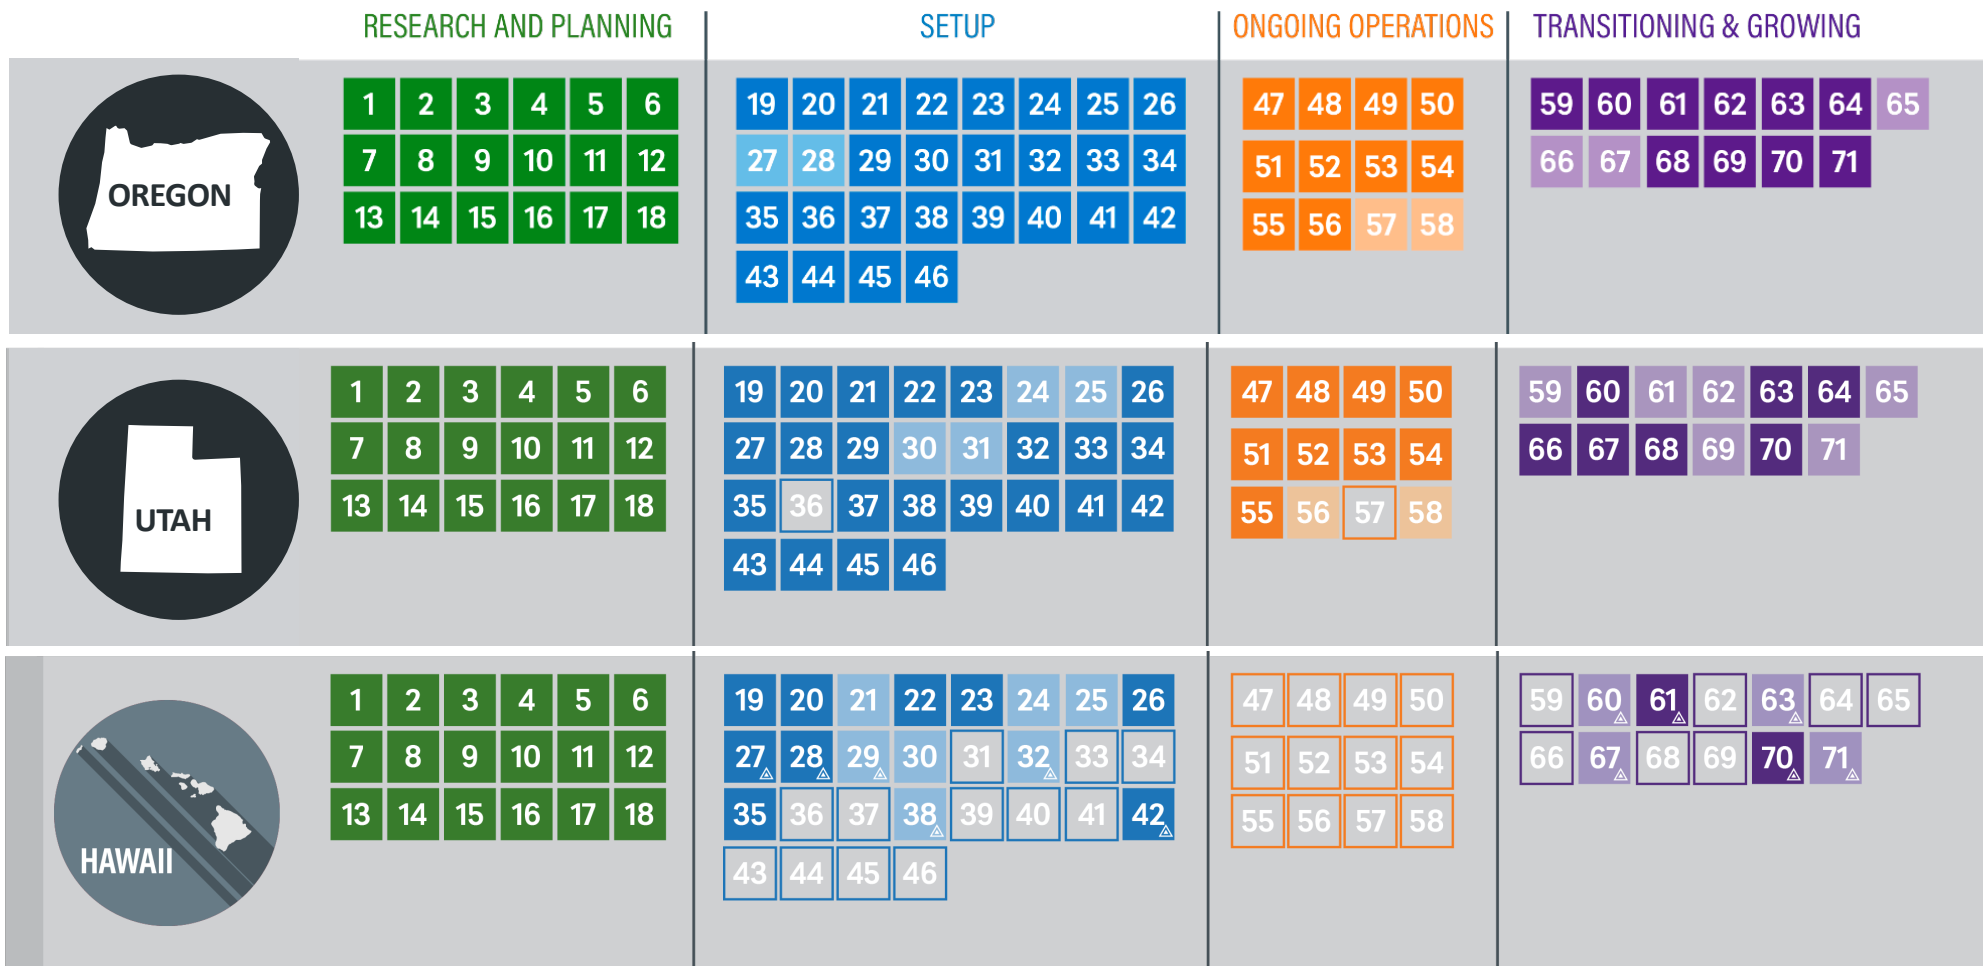 RESEARCH AND PLANNING SETUP ONGOING OPERATIONS TRANSITIONING & GROWING
OREGON
1 2 3 4 5 6
7 8 9 10 11 12
13 14 15 16 17 18
19 20 21 22 23 24 25 26
27 28 29 30 31 32 33 34
35 36 37 38 39 40 41 42
43 44 45 46
47 48 49 50
51 52 53 54
55 56 57 58
59 60 61 62 63 64 65
66 67 68 69 70 71
UTAH
1 2 3 4 5 6
7 8 9 10 11 12
13 14 15 16 17 18
19 20 21 22 23 24 25 26
27 28 29 30 31 32 33 34
35 36 37 38 39 40 41 42
43 44 45 46
47 48 49 50
51 52 53 54
55 56 57 58
59 60 61 62 63 64 65
66 67 68 69 70 71
HAWAII
1 2 3 4 5 6
7 8 9 10 11 12
13 14 15 16 17 18
19 20 21 22 23 24 25 26
27 28 29 30 31 32 33 34
35 36 37 38 39 40 41 42
43 44 45 46
47 48 49 50
51 52 53 54
55 56 57 58
59 60 61 62 63 64 65
66 67 68 69 70 71